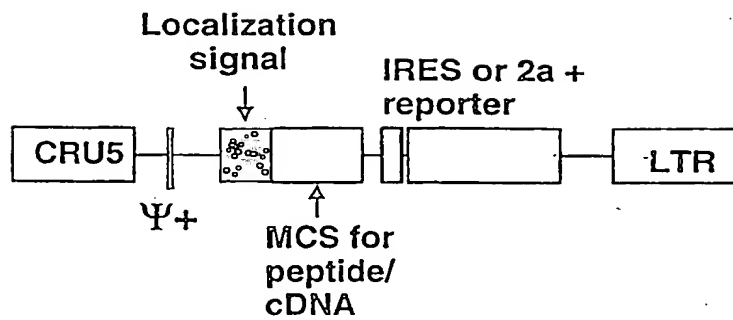 Localization
signal
IRES or 2a +
reporter
CRU5
LTR
Ψ+
MCS for
peptide/
cDNA